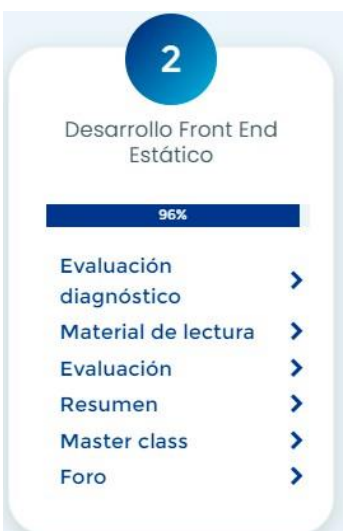 2
Desarrollo Front End
Estático
96%
Evaluación
diagnóstico
Material de lectura
Evaluación
Resumen
Master class
Foro